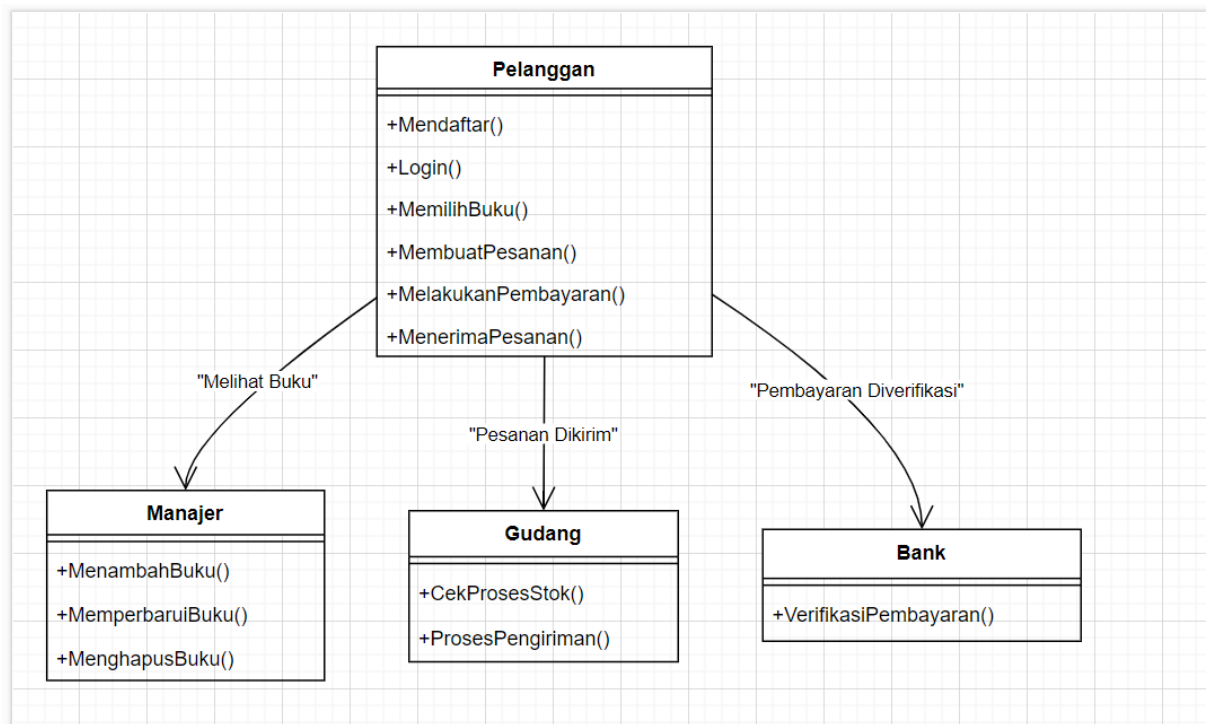 Pelanggan
+Mendaftar()
+Login()
+MemilihBuku()
+MembuatPesanan()
+MelakukanPembayaran()
+MenerimaPesanan()
"Melihat Buku"
"Pesanan Dikirim"
"Pembayaran Diverifikasi"
Manajer
+MenambahBuku()
+MemperbaruiBuku()
+MenghapusBuku()
Gudang
+CekProsesStok()
+ProsesPengiriman()
Bank
+VerifikasiPembayaran()